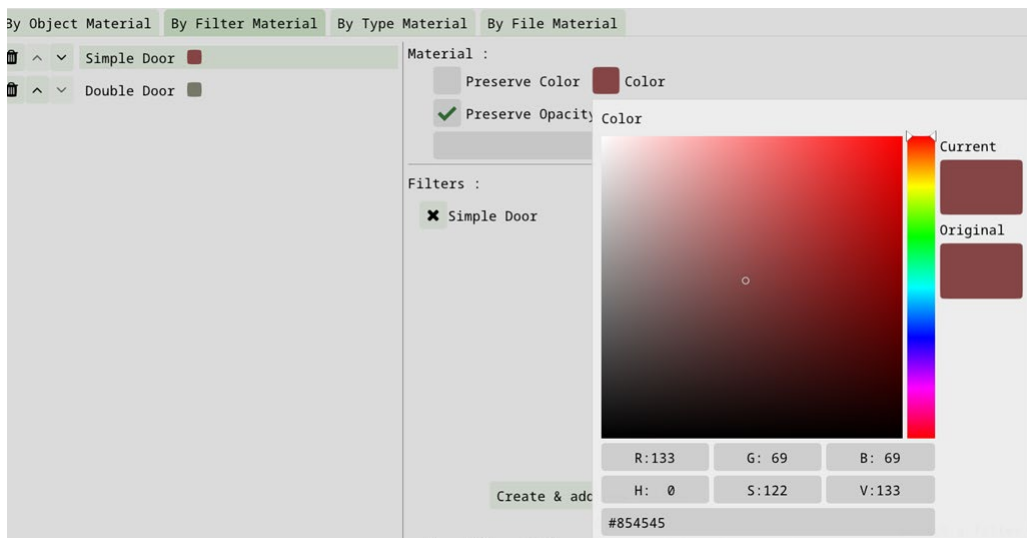 By Object Material By Filter Material By Type Material By File Material
Simple Door
Double Door
Material :
Preserve Color Color
Preserve Opacity
Filters :
Simple Door
Create & add
Color
Current
Original
R:133 G: 69 B: 69
H: 0 S:122 V:133
#854545